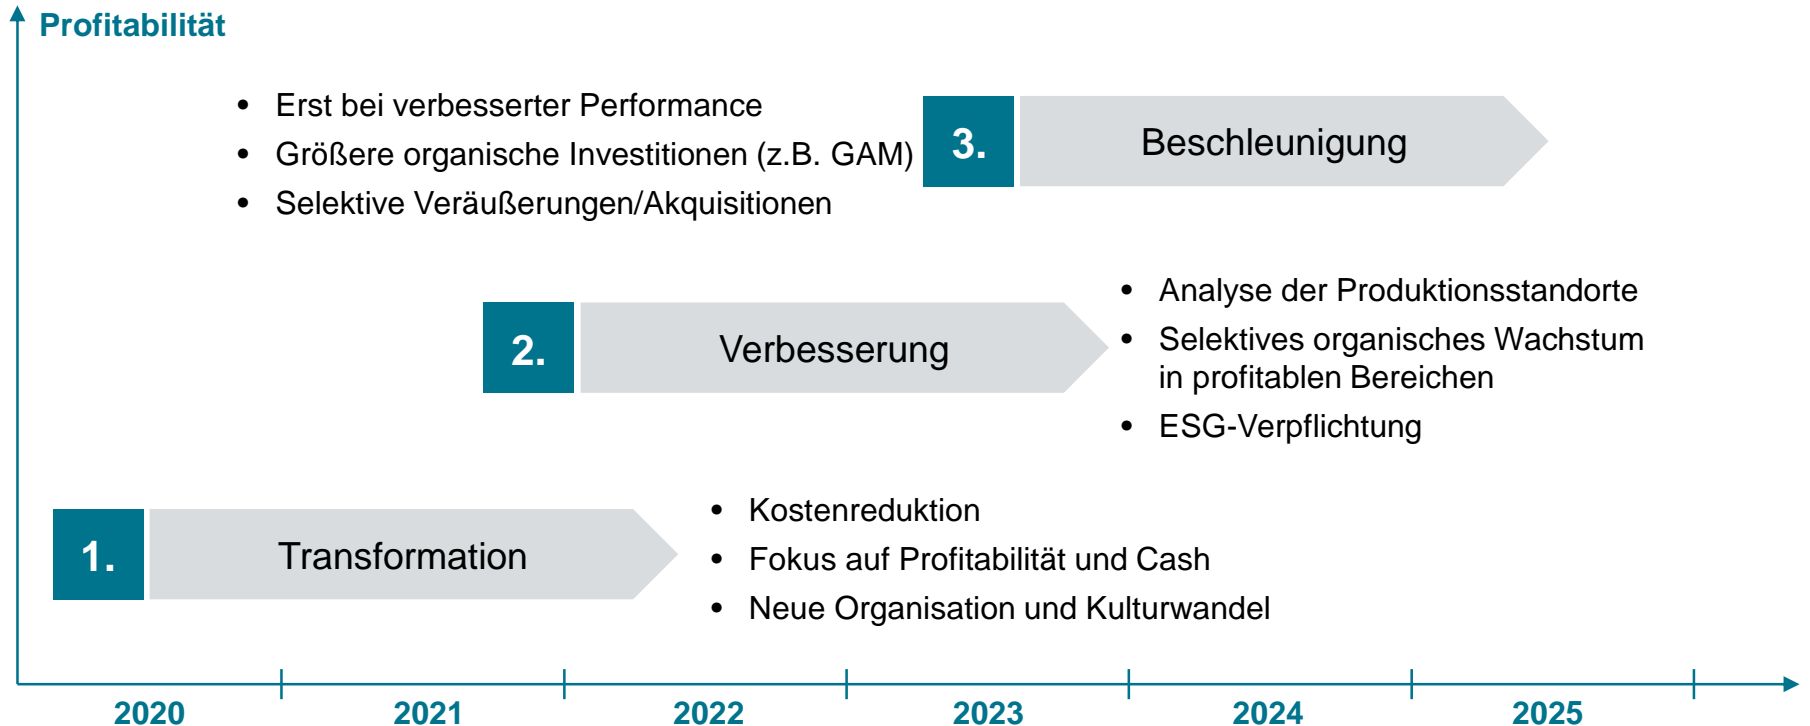 Profitabilität
• Erst bei verbesserter Performance
• Größere organische Investitionen (z.B. GAM)
• Selektive Veräußerungen/Akquisitionen
3.
Beschleunigung
2.
Verbesserung
• Analyse der Produktionsstandorte
• Selektives organisches Wachstum
in profitablen Bereichen
• ESG-Verpflichtung
1.
Transformation
• Kostenreduktion
• Fokus auf Profitabilität und Cash
• Neue Organisation und Kulturwandel
2020 2021 2022 2023 2024 2025